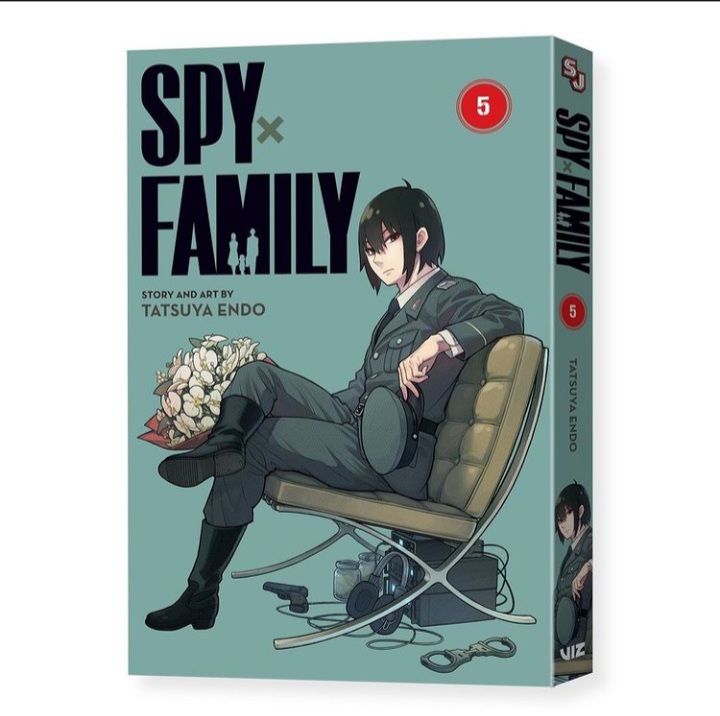 SPY×
FAMILY
5
STORY AND ART BY
TATSUYA ENDO
SJ
SPY×FAMILY
5
TATSUYA ENDO
VIZ